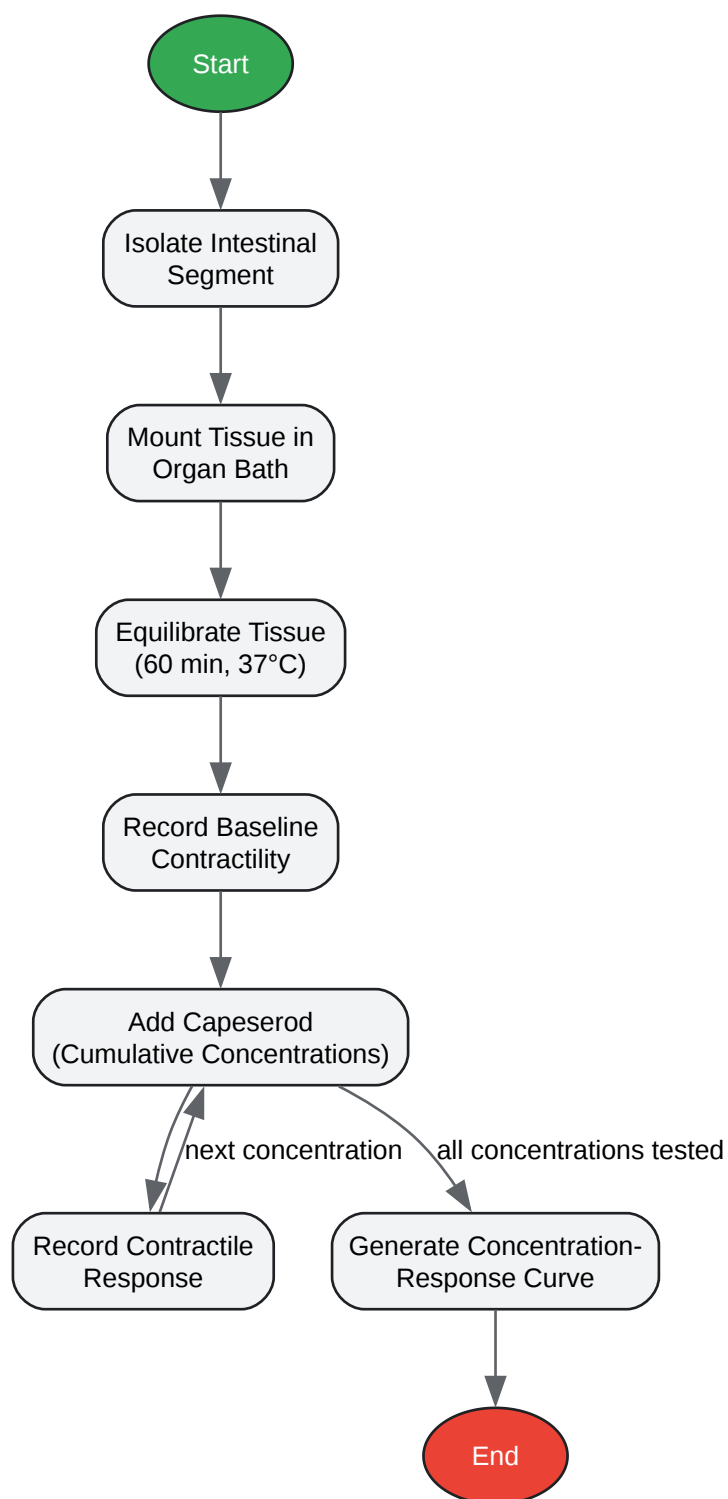 Start
Isolate Intestinal
Segment
Mount Tissue in
Organ Bath
Equilibrate Tissue
(60 min, 37°C)
Record Baseline
Contractility
Add Capeserod
(Cumulative Concentrations)
next concentration
all concentrations tested
Record Contractile
Response
Generate Concentration-
Response Curve
End